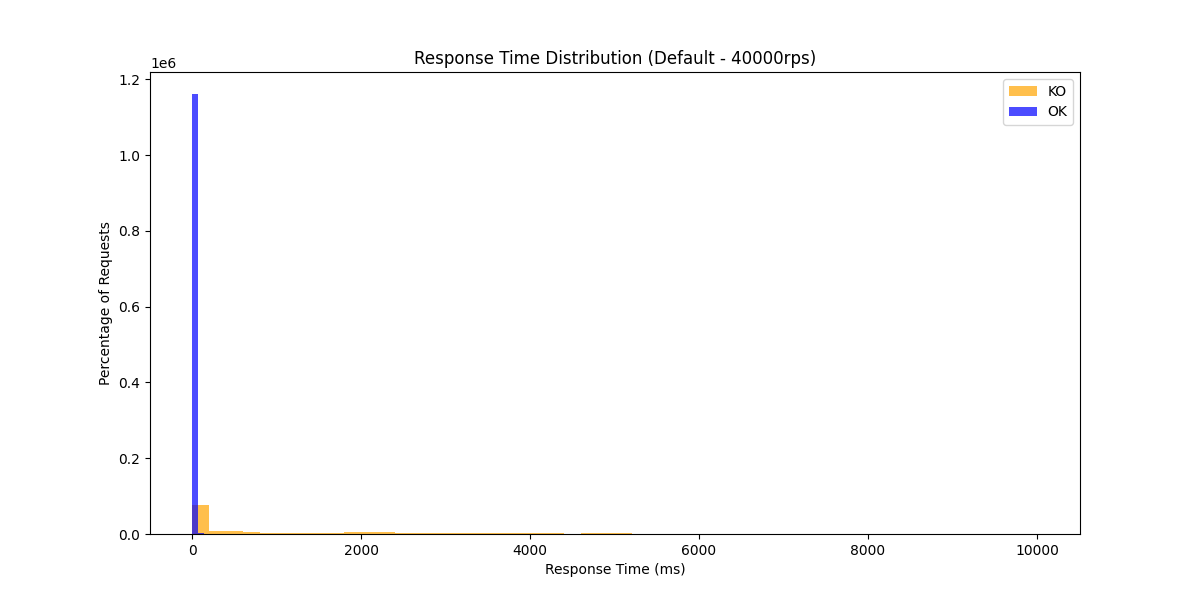 Response Time Distribution (Default - 40000rps)
1e6
KO
OK
1.2
1.0
0.8
0.6
0.4
0.2
0.0
Percentage of Requests
0 2000 4000 6000 8000 10000
Response Time (ms)